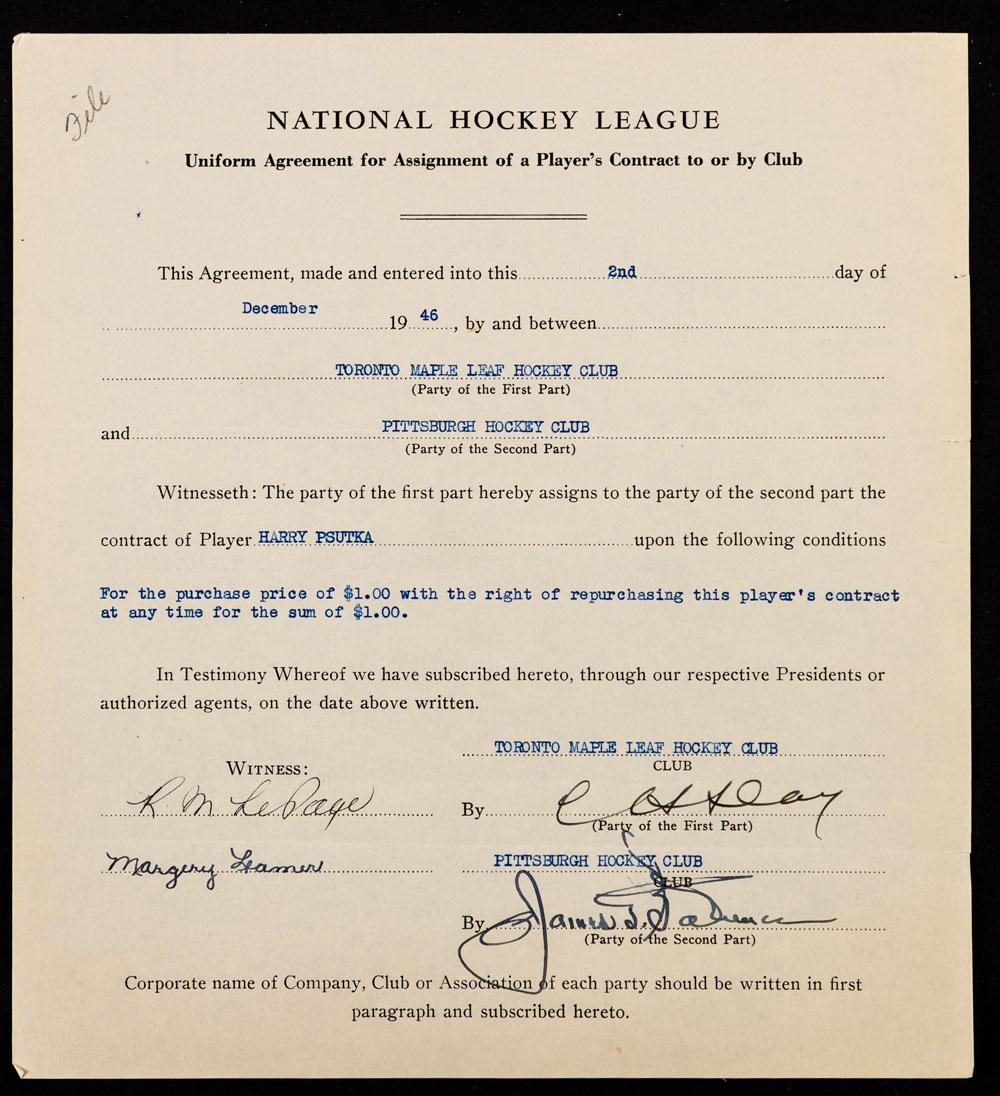 File
NATIONAL HOCKEY LEAGUE
Uniform Agreement for Assignment of a Player's Contract to or by Club
This Agreement, made and entered into this 2nd day of
December 19 46, by and between
TORONTO MAPLE LEAF HOCKEY CLUB
(Party of the First Part)
and PITTSBURGH HOCKEY CLUB
(Party of the Second Part)
Witnesseth: The party of the first part hereby assigns to the party of the second part the
contract of Player HARRY PSUTKA upon the following conditions
For the purchase price of $1.00 with the right of repurchasing this player's contract
at any time for the sum of $1.00.
In Testimony Whereof we have subscribed hereto, through our respective Presidents or
authorized agents, on the date above written.
TORONTO MAPLE LEAF HOCKEY CLUB
WITNESS: CLUB
R. M. LePage By
(Party of the First Part)
Margery PITTSBURGH HOCKEY CLUB
CLUB
By James
(Party of the Second Part)
Corporate name of Company, Club or Association of each party should be written in first
paragraph and subscribed hereto.